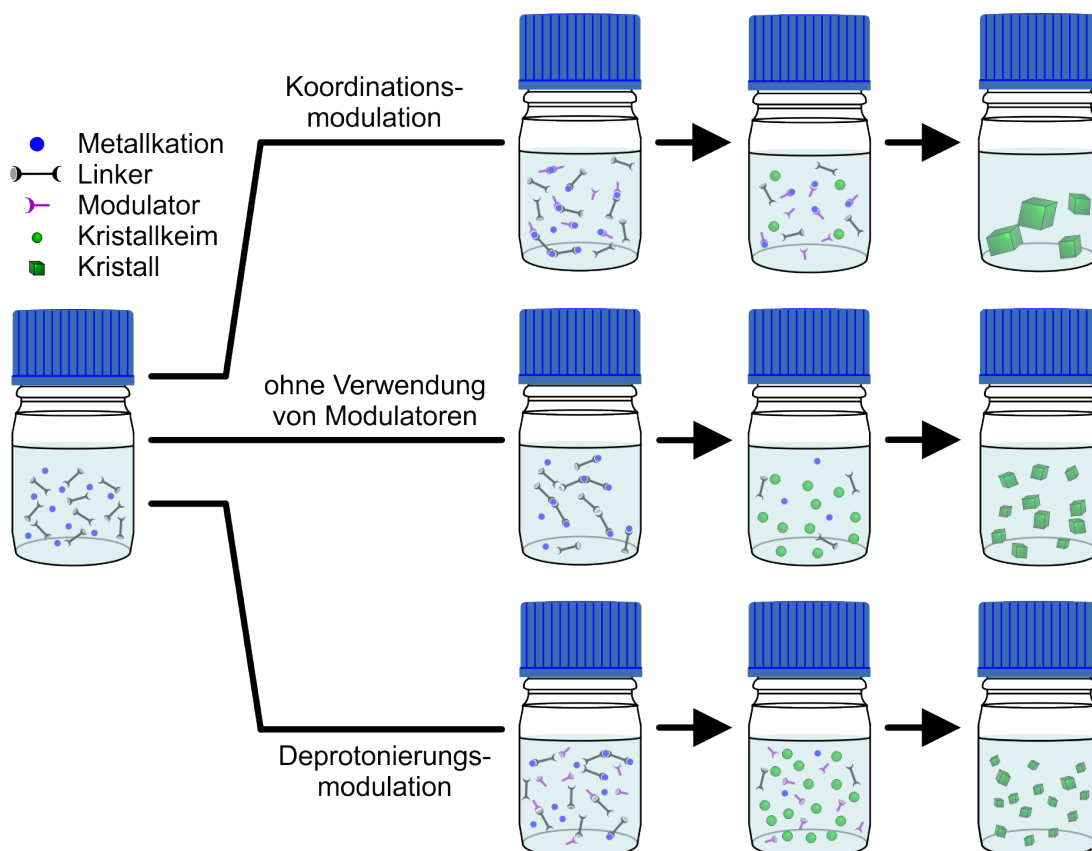 Koordinations-
modulation
Metallkation
Linker
Modulator
Kristallkeim
Kristall
ohne Verwendung
von Modulatoren
Deprotonierungs-
modulation